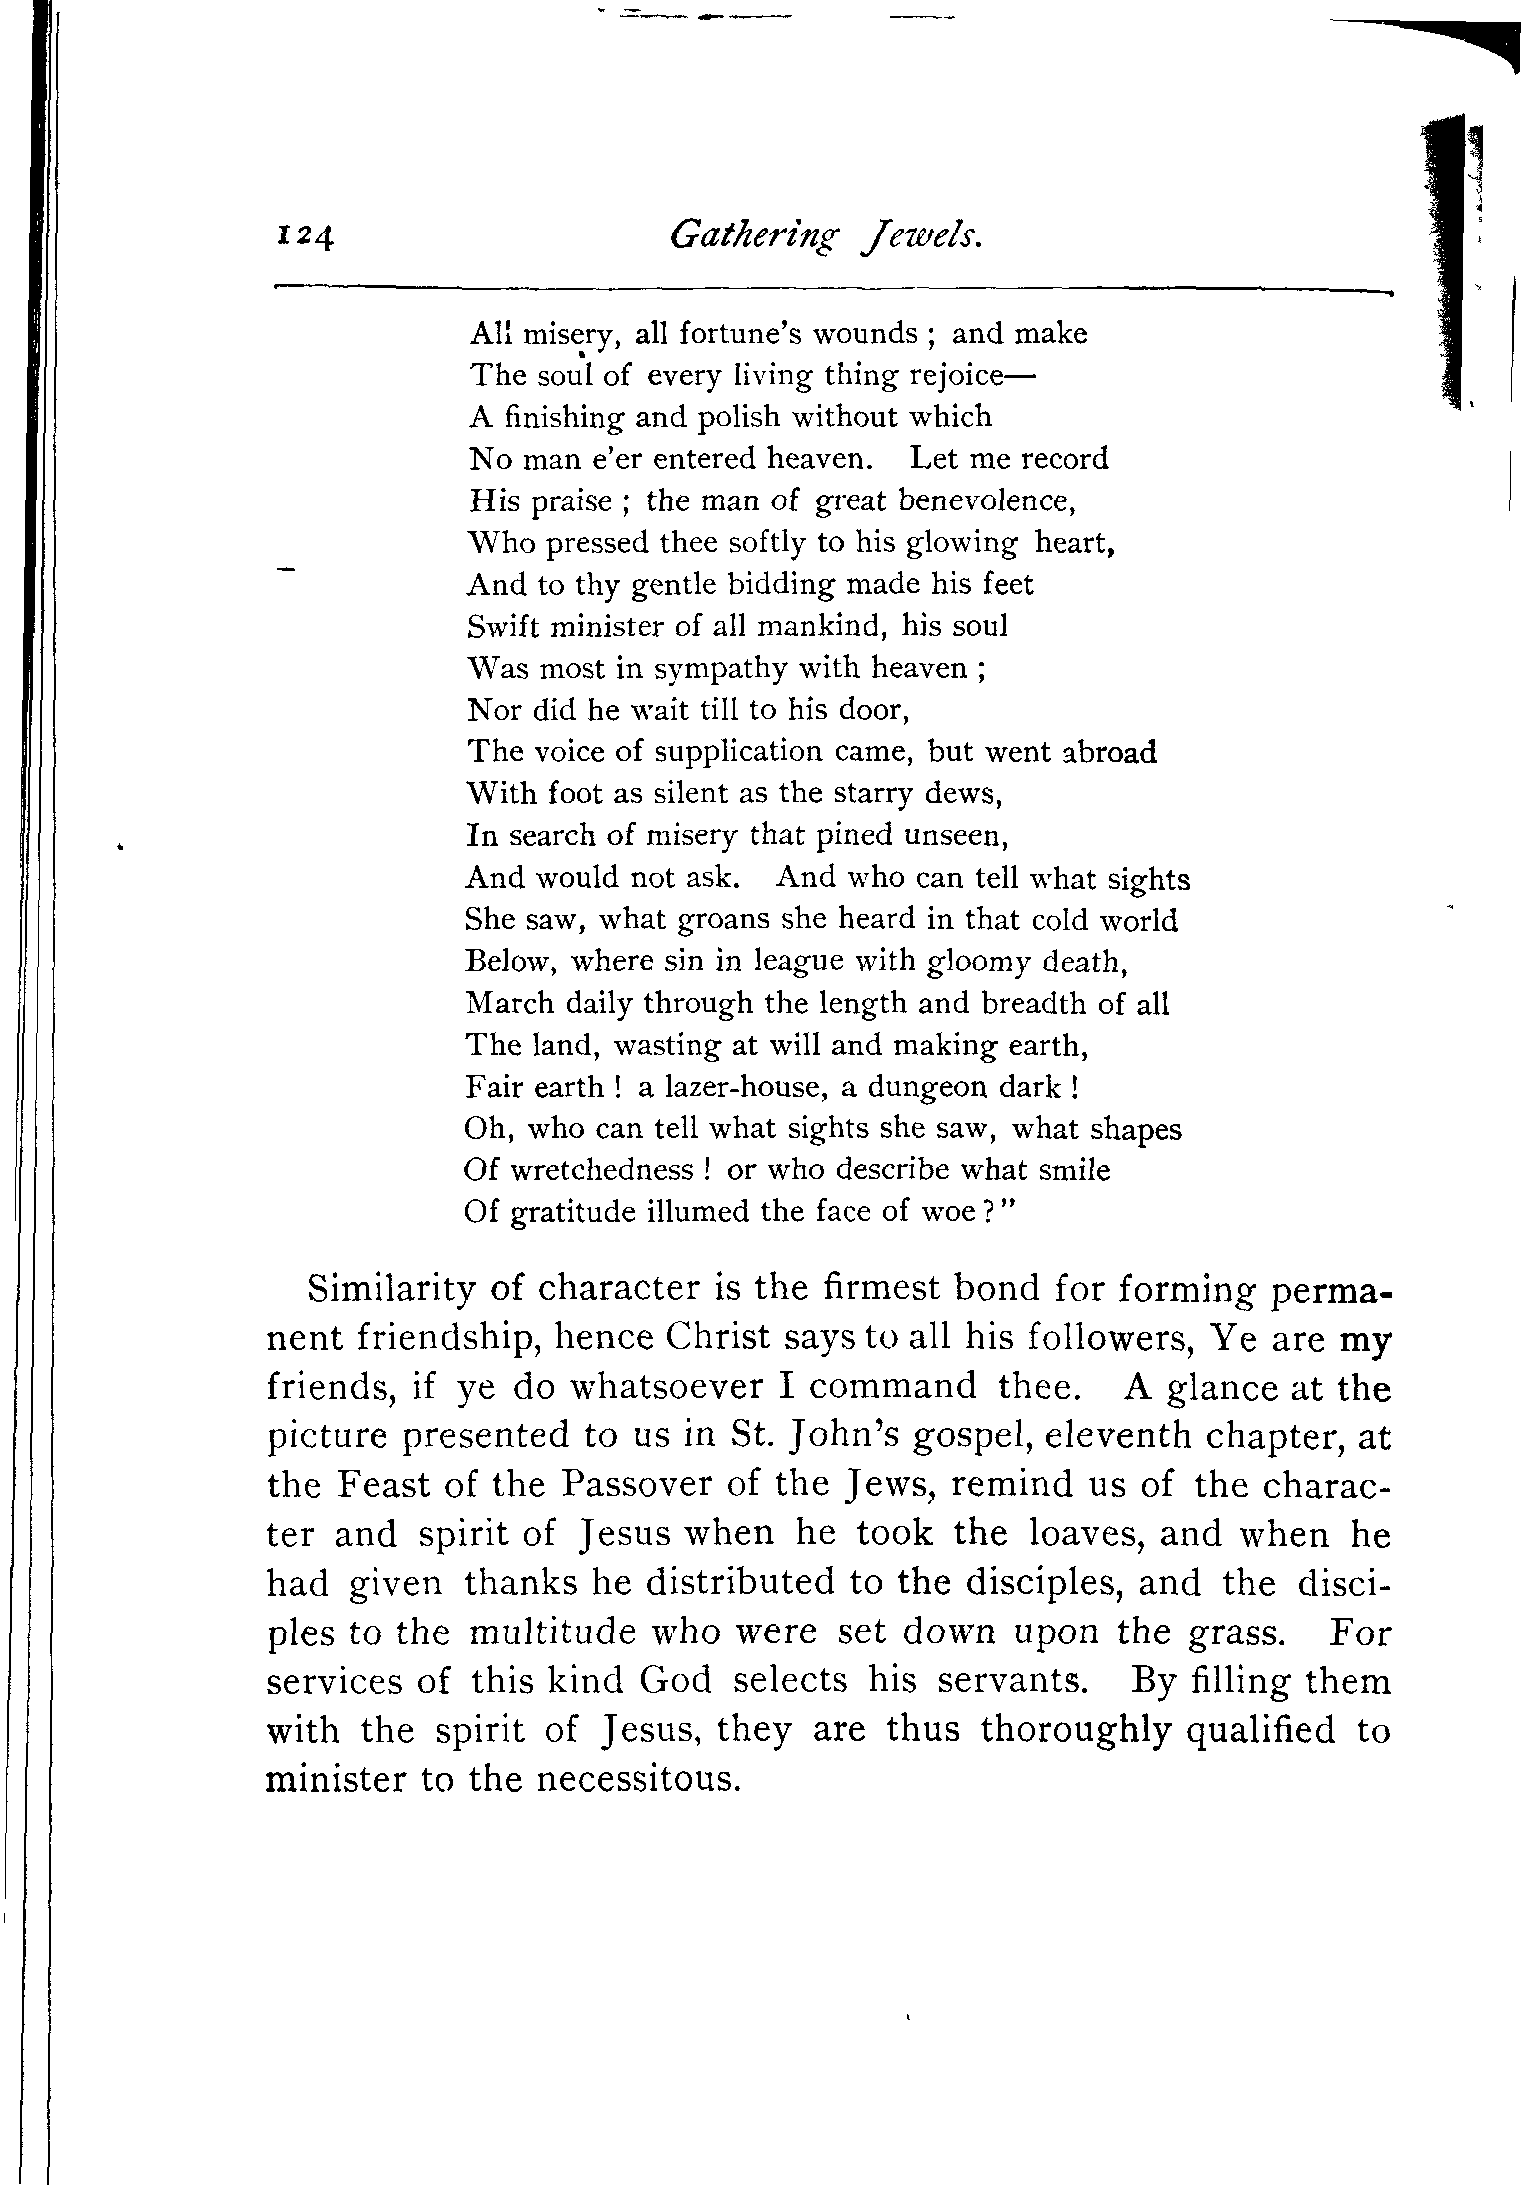 124 Gathering Jewels.
All misery, all fortune's wounds ; and make
The soul of every living thing rejoice—
A finishing and polish without which
No man e'er entered heaven. Let me record
His praise ; the man of great benevolence,
Who pressed thee softly to his glowing heart,
And to thy gentle bidding made his feet
Swift minister of all mankind, his soul
Was most in sympathy with heaven ;
Nor did he wait till to his door,
The voice of supplication came, but went abroad
With foot as silent as the starry dews,
In search of misery that pined unseen,
And would not ask. And who can tell what sights
She saw, what groans she heard in that cold world
Below, where sin in league with gloomy death,
March daily through the length and breadth of all
The land, wasting at will and making earth,
Fair earth ! a lazer-house, a dungeon dark !
Oh, who can tell what sights she saw, what shapes
Of wretchedness ! or who describe what smile
Of gratitude illumed the face of woe ?"
Similarity of character is the firmest bond for forming perma-
nent friendship, hence Christ says to all his followers, Ye are my
friends, if ye do whatsoever I command thee. A glance at the
picture presented to us in St. John's gospel, eleventh chapter, at
the Feast of the Passover of the Jews, remind us of the charac-
ter and spirit of Jesus when he took the loaves, and when he
had given thanks he distributed to the disciples, and the disci-
ples to the multitude who were set down upon the grass. For
services of this kind God selects his servants. By filling them
with the spirit of Jesus, they are thus thoroughly qualified to
minister to the necessitous.